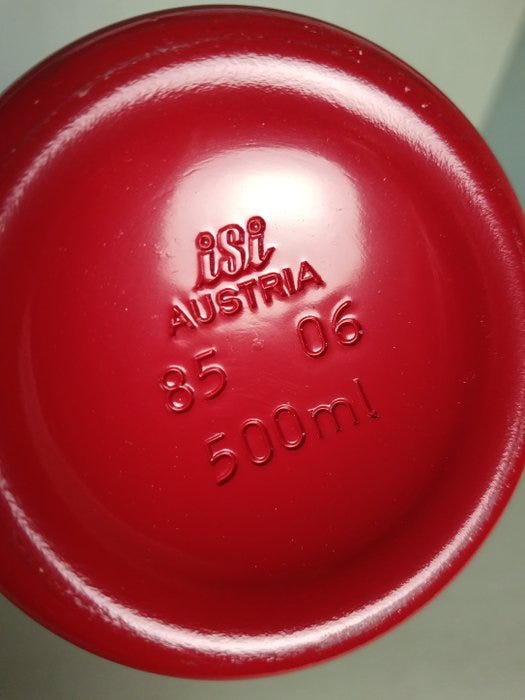 isi
AUSTRIA
85 06
500ml